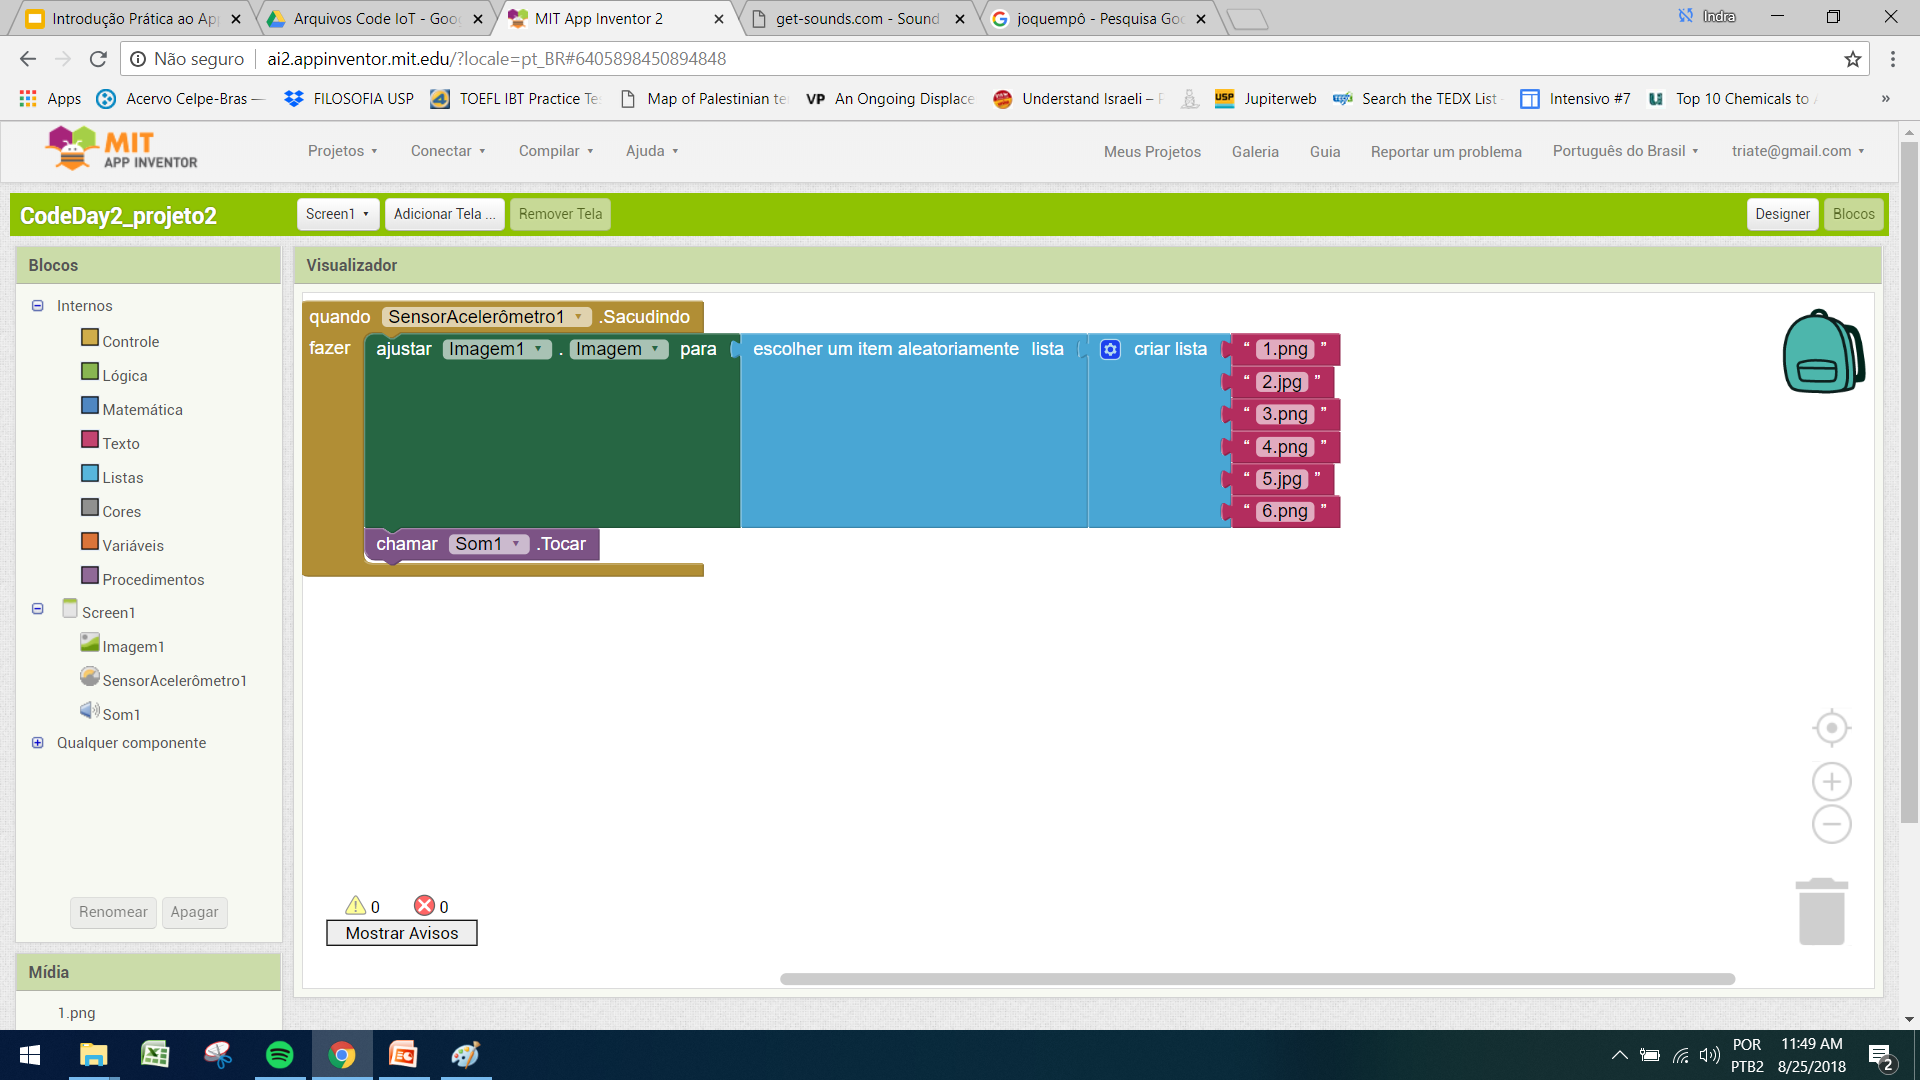 Introdução Prática ao Ap
Arquivos Code IoT - Goo
MIT App Inventor 2
get-sounds.com - Sound
joquempô - Pesquisa Goo
Indra
Não seguro
ai2.appinventor.mit.edu/?locale=pt_BR#6405898450894848
Apps
Acervo Celpe-Bras —
FILOSOFIA USP
TOEFL IBT Practice Te
Map of Palestinian te
VP An Ongoing Displace
Understand Israeli –
USP Jupiterweb
Search the TEDX List
Intensivo #7
Top 10 Chemicals to
»
MIT
APP INVENTOR
Projetos
Conectar
Compilar
Ajuda
Meus Projetos
Galeria
Guia
Reportar um problema
Português do Brasil
triate@gmail.com
CodeDay2_projeto2
Screen1
Adicionar Tela ...
Remover Tela
Designer
Blocos
Blocos
Internos
Controle
Lógica
Matemática
Texto
Listas
Cores
Variáveis
Procedimentos
Screen1
Imagem1
SensorAcelerômetro1
Som1
Qualquer componente
Renomear
Apagar
Mídia
1.png
Visualizador
quando SensorAcelerômetro1 .Sacudindo
fazer ajustar Imagem1 . Imagem para escolher um item aleatoriamente lista criar lista “ 1.png ”
“ 2.jpg ”
“ 3.png ”
“ 4.png ”
“ 5.jpg ”
“ 6.png ”
chamar Som1 .Tocar
0 0
Mostrar Avisos
POR
PTB2
11:49 AM
8/25/2018
2